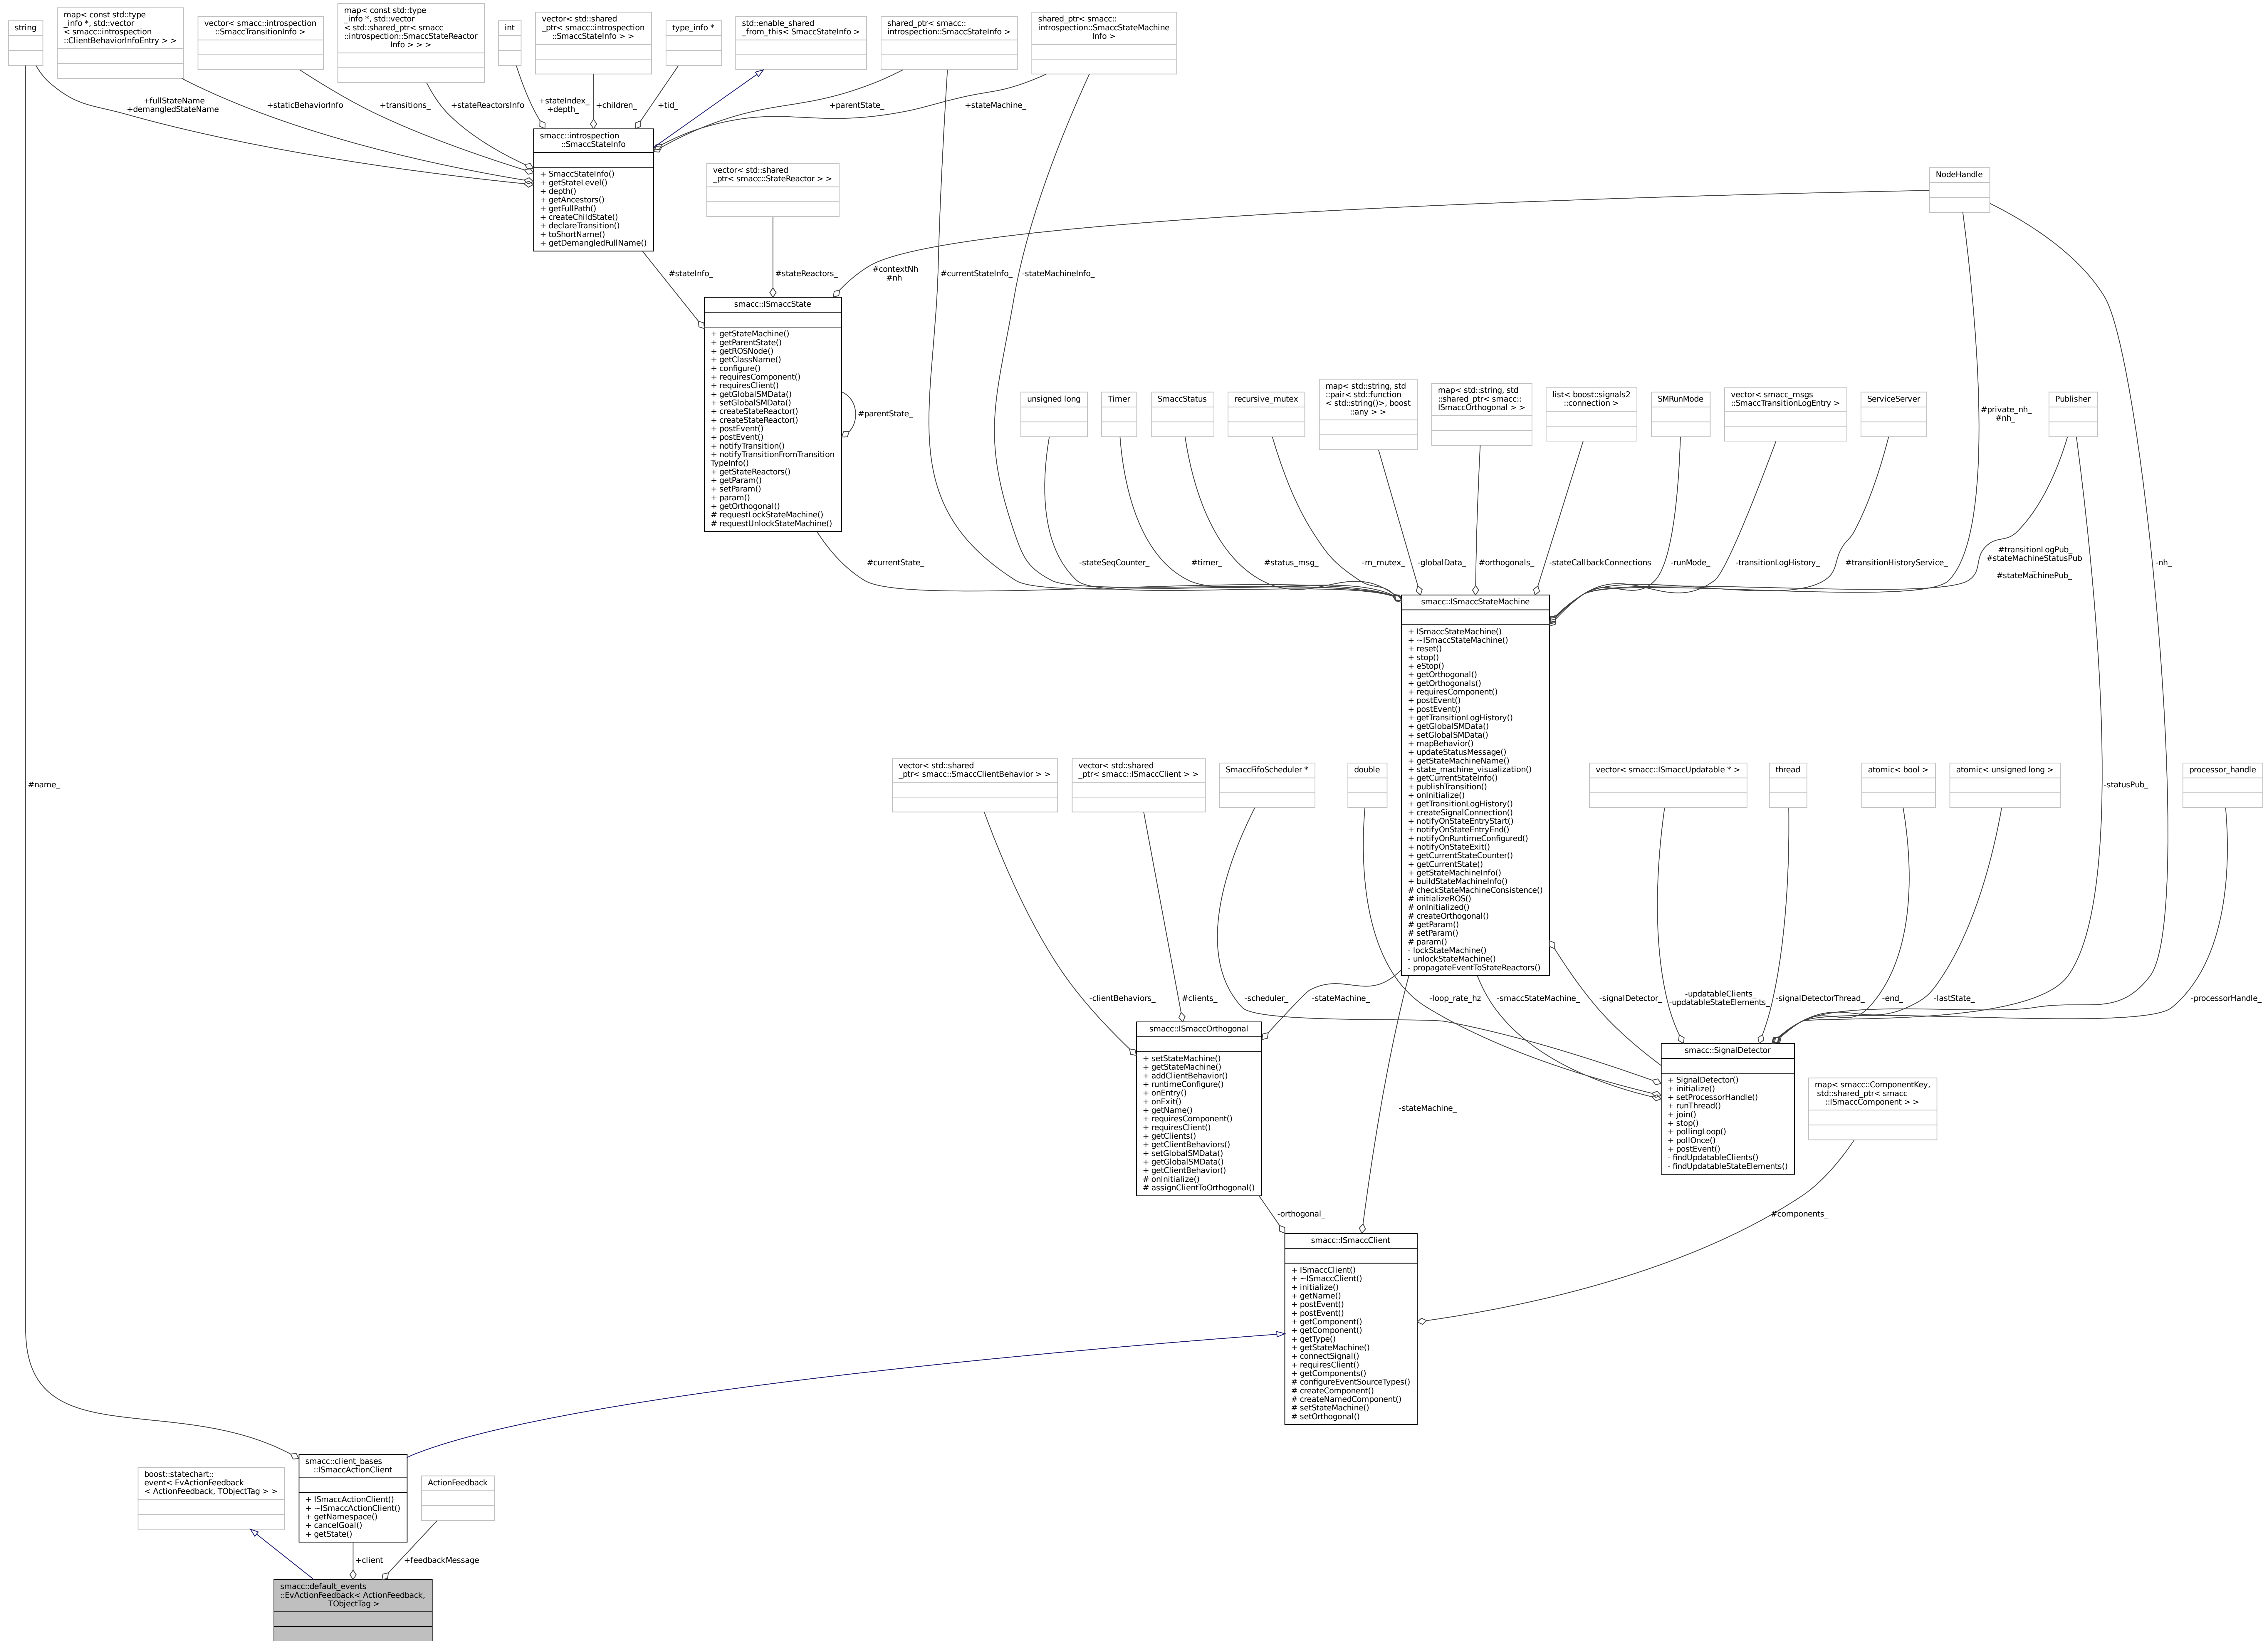 string
map< const std::type
_info *, std::vector
< smacc::introspection
::ClientBehaviorInfoEntry > >
vector< smacc::introspection
::SmaccTransitionInfo >
map< const std::type
_info *, std::vector
< std::shared_ptr< smacc
::introspection::SmaccStateReactor
Info > > >
int
vector< std::shared
_ptr< smacc::introspection
::SmaccStateInfo > >
type_info *
std::enable_shared
_from_this< SmaccStateInfo >
shared_ptr< smacc::
introspection::SmaccStateInfo >
shared_ptr< smacc::
introspection::SmaccStateMachine
Info >
+fullStateName
+demangledStateName
+staticBehaviorInfo
+transitions_
+stateReactorsInfo
+stateIndex_
+depth_
+children_
+tid_
+parentState_
+stateMachine_
smacc::introspection
::SmaccStateInfo
+ SmaccStateInfo()
+ getStateLevel()
+ depth()
+ getAncestors()
+ getFullPath()
+ createChildState()
+ declareTransition()
+ toShortName()
+ getDemangledFullName()
vector< std::shared
_ptr< smacc::StateReactor > >
NodeHandle
#stateInfo_
#stateReactors_
#contextNh
#nh
#currentStateInfo_
-stateMachineInfo_
smacc::ISmaccState
+ getStateMachine()
+ getParentState()
+ getROSNode()
+ getClassName()
+ configure()
+ requiresComponent()
+ requiresClient()
+ getGlobalSMData()
+ setGlobalSMData()
+ createStateReactor()
+ createStateReactor()
+ postEvent()
+ postEvent()
+ notifyTransition()
+ notifyTransitionFromTransition
TypeInfo()
+ getStateReactors()
+ getParam()
+ setParam()
+ param()
+ getOrthogonal()
# requestLockStateMachine()
# requestUnlockStateMachine()
#parentState_
unsigned long
Timer
SmaccStatus
recursive_mutex
map< std::string, std
::pair< std::function
< std::string()>, boost
::any > >
map< std::string, std
::shared_ptr< smacc::
ISmaccOrthogonal > >
list< boost::signals2
::connection >
SMRunMode
vector< smacc_msgs
::SmaccTransitionLogEntry >
ServiceServer
#private_nh_
#nh_
Publisher
#currentState_
-stateSeqCounter_
#timer_
#status_msg_
-m_mutex_
-globalData_
#orthogonals_
-stateCallbackConnections
-runMode_
-transitionLogHistory_
#transitionHistoryService_
#transitionLogPub_
#stateMachineStatusPub
_
#stateMachinePub_
-nh_
smacc::ISmaccStateMachine
+ ISmaccStateMachine()
+ ~ISmaccStateMachine()
+ reset()
+ stop()
+ eStop()
+ getOrthogonal()
+ getOrthogonals()
+ requiresComponent()
+ postEvent()
+ postEvent()
+ getTransitionLogHistory()
+ getGlobalSMData()
+ setGlobalSMData()
+ mapBehavior()
+ updateStatusMessage()
+ getStateMachineName()
+ state_machine_visualization()
+ getCurrentStateInfo()
+ publishTransition()
+ onInitialize()
+ getTransitionLogHistory()
+ createSignalConnection()
+ notifyOnStateEntryStart()
+ notifyOnStateEntryEnd()
+ notifyOnRuntimeConfigured()
+ notifyOnStateExit()
+ getCurrentStateCounter()
+ getCurrentState()
+ getStateMachineInfo()
+ buildStateMachineInfo()
# checkStateMachineConsistence()
# initializeROS()
# onInitialized()
# createOrthogonal()
# getParam()
# setParam()
# param()
- lockStateMachine()
- unlockStateMachine()
- propagateEventToStateReactors()
#name_
vector< std::shared
_ptr< smacc::SmaccClientBehavior > >
vector< std::shared
_ptr< smacc::ISmaccClient > >
SmaccFifoScheduler *
double
vector< smacc::ISmaccUpdatable * >
thread
atomic< bool >
atomic< unsigned long >
-statusPub_
processor_handle
-clientBehaviors_
#clients_
-scheduler_
-stateMachine_
-loop_rate_hz
-smaccStateMachine_
-signalDetector_
-updatableClients_
-updatableStateElements_
-signalDetectorThread_
-end_
-lastState_
-processorHandle_
smacc::ISmaccOrthogonal
+ setStateMachine()
+ getStateMachine()
+ addClientBehavior()
+ runtimeConfigure()
+ onEntry()
+ onExit()
+ getName()
+ requiresComponent()
+ requiresClient()
+ getClients()
+ getClientBehaviors()
+ setGlobalSMData()
+ getGlobalSMData()
+ getClientBehavior()
# onInitialize()
# assignClientToOrthogonal()
smacc::SignalDetector
+ SignalDetector()
+ initialize()
+ setProcessorHandle()
+ runThread()
+ join()
+ stop()
+ pollingLoop()
+ pollOnce()
+ postEvent()
- findUpdatableClients()
- findUpdatableStateElements()
map< smacc::ComponentKey,
std::shared_ptr< smacc
::ISmaccComponent > >
-stateMachine_
-orthogonal_
#components_
smacc::ISmaccClient
+ ISmaccClient()
+ ~ISmaccClient()
+ initialize()
+ getName()
+ postEvent()
+ postEvent()
+ getComponent()
+ getComponent()
+ getType()
+ getStateMachine()
+ connectSignal()
+ requiresClient()
+ getComponents()
# configureEventSourceTypes()
# createComponent()
# createNamedComponent()
# setStateMachine()
# setOrthogonal()
boost::statechart::
event< EvActionFeedback
< ActionFeedback, TObjectTag > >
smacc::client_bases
::ISmaccActionClient
+ ISmaccActionClient()
+ ~ISmaccActionClient()
+ getNamespace()
+ cancelGoal()
+ getState()
ActionFeedback
+client
+feedbackMessage
smacc::default_events
::EvActionFeedback< ActionFeedback,
TObjectTag >